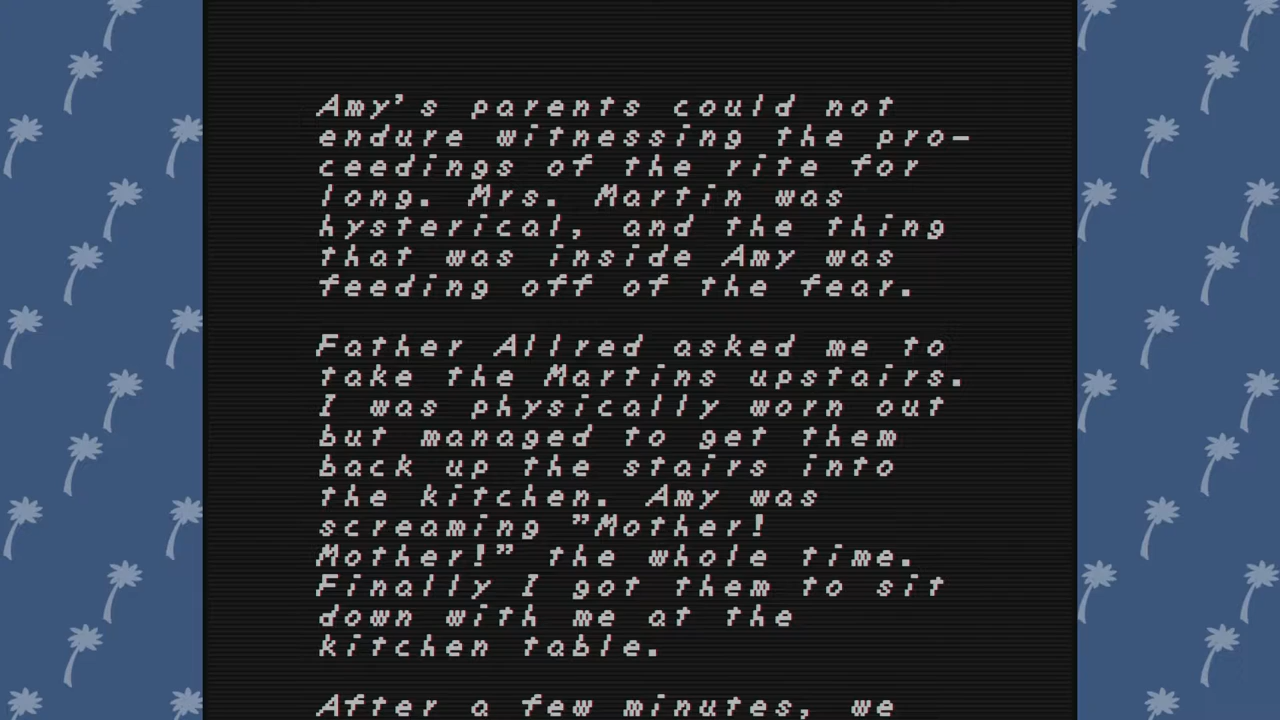 Amy's parents could not
endure witnessing the pro-
ceedings of the rite for
long. Mrs. Martin was
hysterical, and the thing
that was inside Amy was
feeding off of the fear.
Father Allred asked me to
take the Martins upstairs.
I was physically worn out
but managed to get them
back up the stairs into
the kitchen. Amy was
screaming "Mother!
Mother!" the whole time.
Finally I got them to sit
down with me at the
kitchen table.
After a few minutes, we